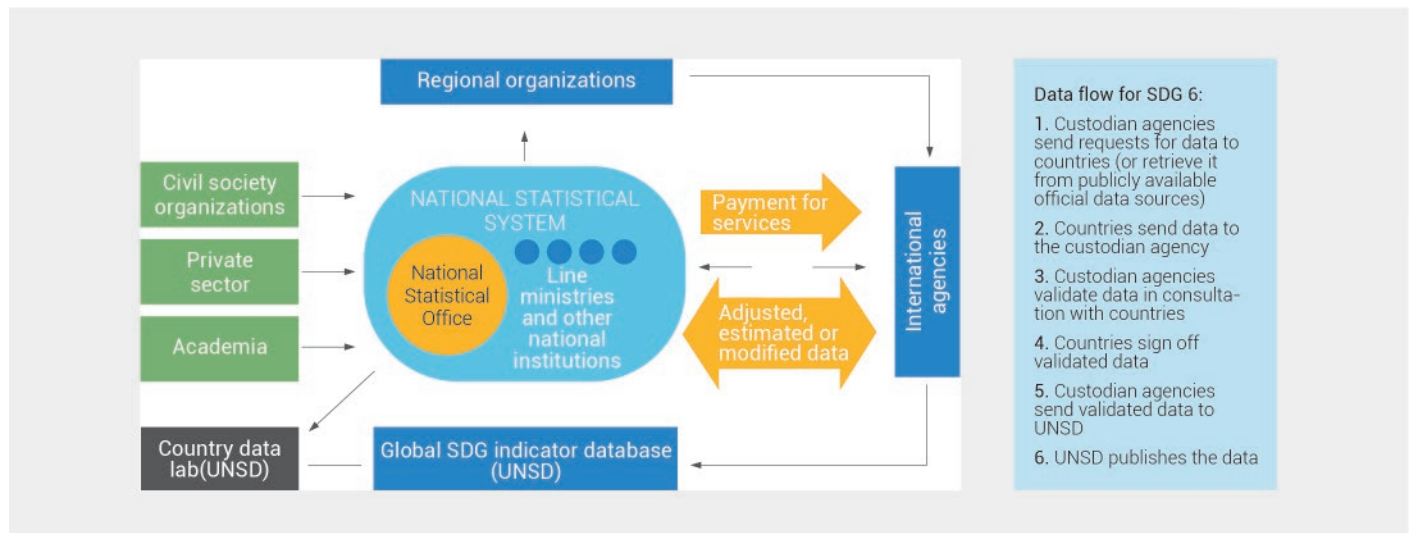 Regional organizations
Civil society
organizations
Private
sector
Academia
NATIONAL STATISTICAL
SYSTEM
National
Statistical
Office
Line
ministries
and other
national
institutions
Payment for
services
Adjusted,
estimated or
modified data
International
agencies
Country data
lab(UNSD)
Global SDG indicator database
(UNSD)
Data flow for SDG 6:
1. Custodian agencies
send requests for data to
countries (or retrieve it
from publicly available
official data sources)
2. Countries send data to
the custodian agency
3. Custodian agencies
validate data in consulta-
tion with countries
4. Countries sign off
validated data
5. Custodian agencies
send validated data to
UNSD
6. UNSD publishes the data